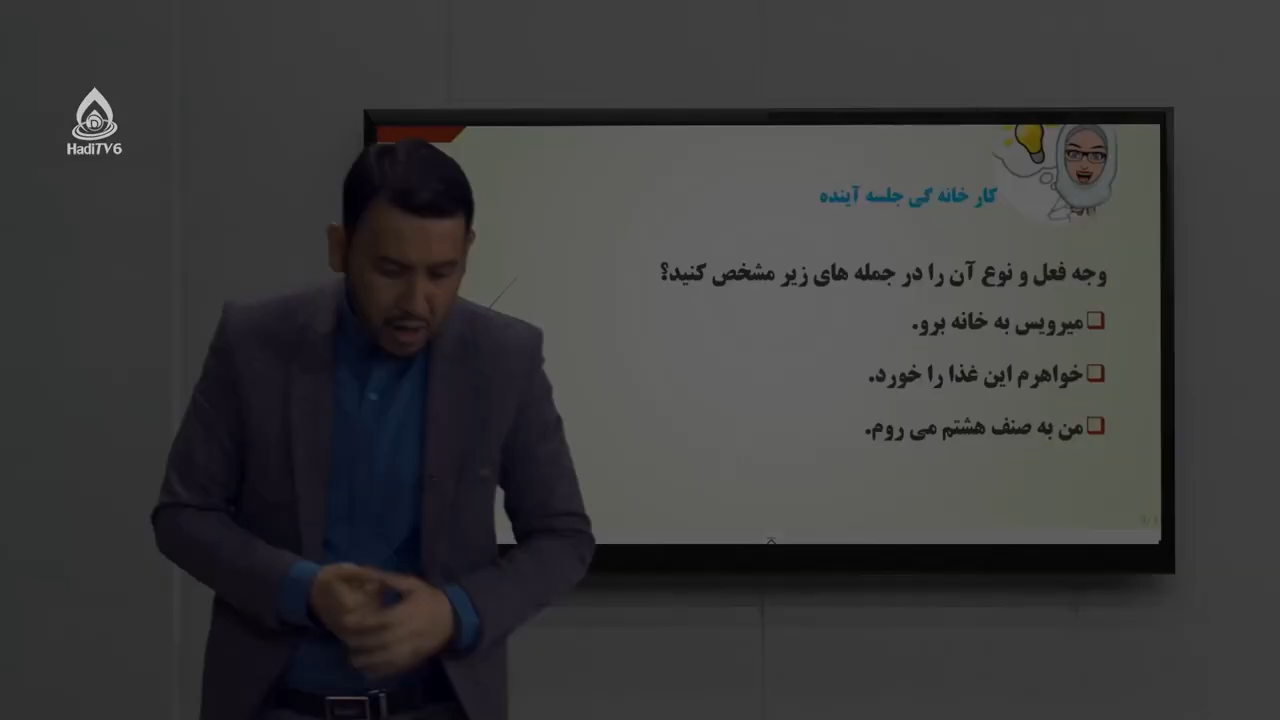 HadiTV6
کار خانه گی جلسه آینده
وجه فعل و نوع آن را در جمله های زیر مشخص کنید؟
میرویس به خانه برو.
خواهرم این غذا را خورد.
من به صنف هشتم می روم.